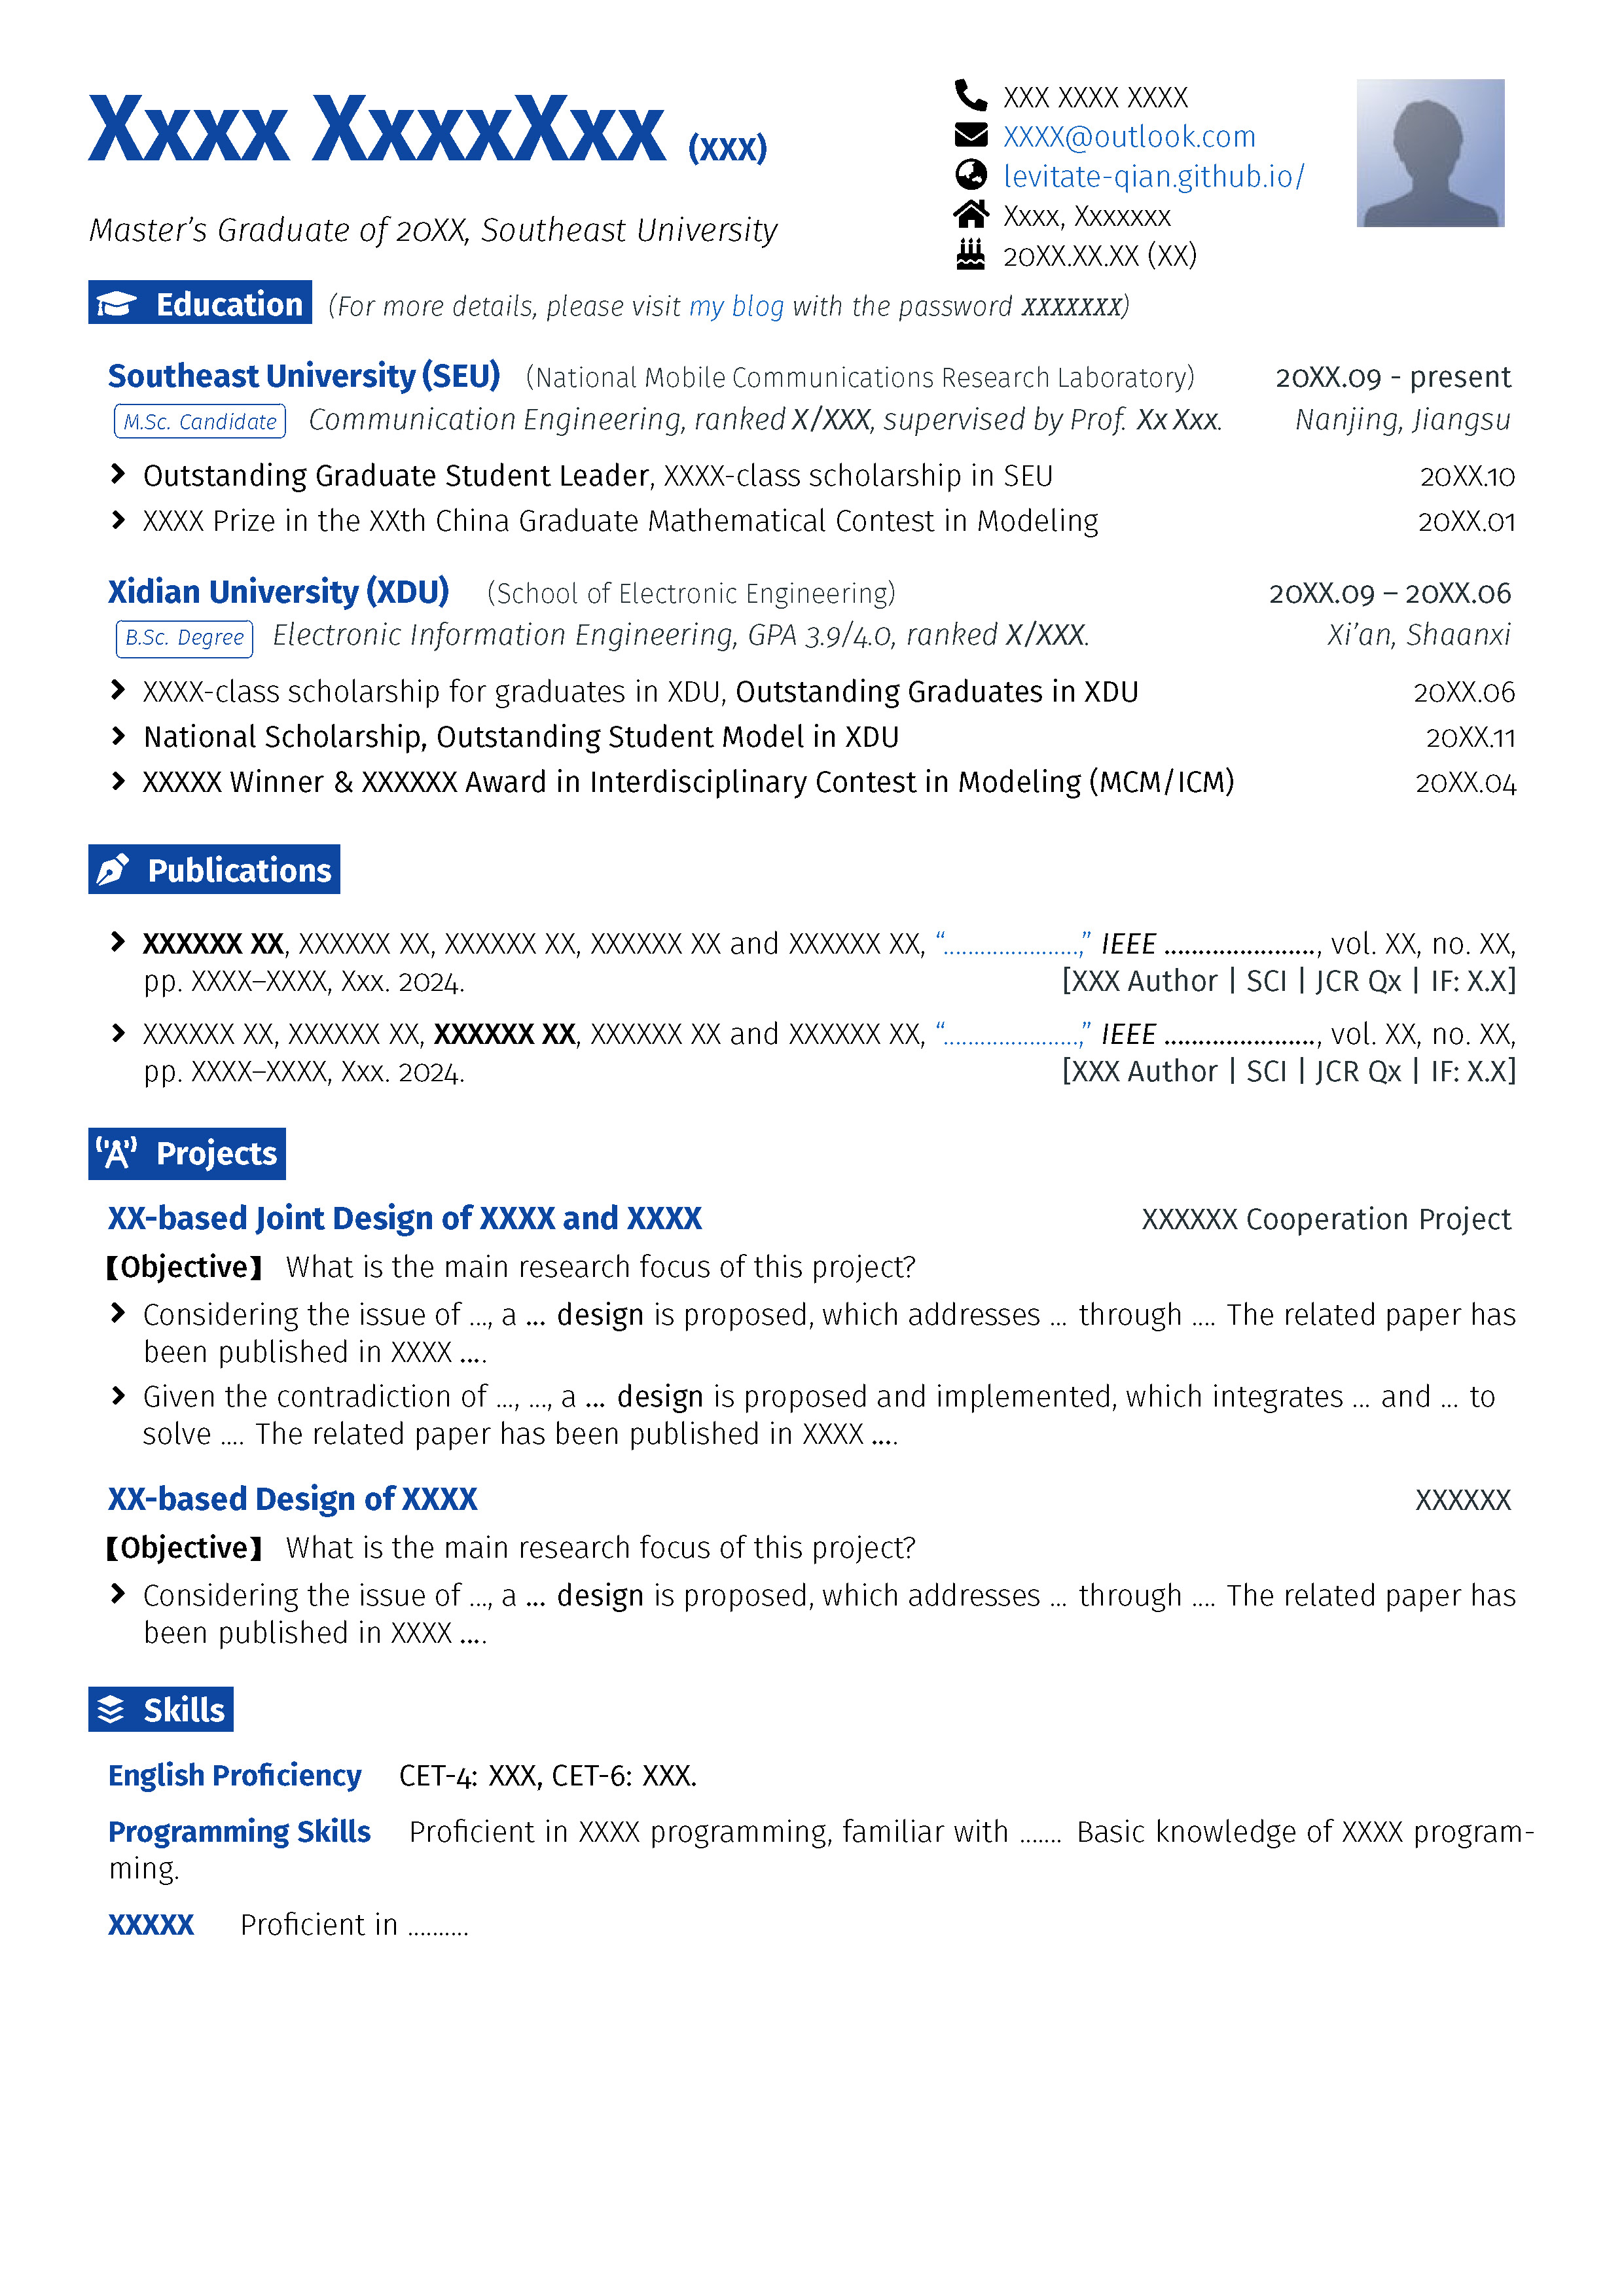 Xxxx XxxxXxx (XXX)
Master's Graduate of 20XX, Southeast University
XXX XXXX XXXX
XXXX@outlook.com
levitate-qian.github.io/
Xxxx, Xxxxxxx
20XX.XX.XX (XX)
Education (For more details, please visit my blog with the password XXXXXXX)
Southeast University (SEU) (National Mobile Communications Research Laboratory) 20XX.09 - present
M.Sc. Candidate Communication Engineering, ranked X/XXX, supervised by Prof. Xx Xxx. Nanjing, Jiangsu
Outstanding Graduate Student Leader, XXXX-class scholarship in SEU 20XX.10
XXXX Prize in the XXth China Graduate Mathematical Contest in Modeling 20XX.01
Xidian University (XDU) (School of Electronic Engineering) 20XX.09 – 20XX.06
B.Sc. Degree Electronic Information Engineering, GPA 3.9/4.0, ranked X/XXX. Xi'an, Shaanxi
XXXX-class scholarship for graduates in XDU, Outstanding Graduates in XDU 20XX.06
National Scholarship, Outstanding Student Model in XDU 20XX.11
XXXXX Winner & XXXXXX Award in Interdisciplinary Contest in Modeling (MCM/ICM) 20XX.04
Publications
XXXXXX XX, XXXXXX XX, XXXXXX XX, XXXXXX XX and XXXXXX XX, “.....................,” IEEE ......................, vol. XX, no. XX,
pp. XXXX–XXXX, Xxx. 2024. [XXX Author | SCI | JCR Qx | IF: X.X]
XXXXXX XX, XXXXXX XX, XXXXXX XX, XXXXXX XX and XXXXXX XX, “.....................,” IEEE ......................, vol. XX, no. XX,
pp. XXXX–XXXX, Xxx. 2024. [XXX Author | SCI | JCR Qx | IF: X.X]
Projects
XX-based Joint Design of XXXX and XXXX XXXXXX Cooperation Project
【Objective】 What is the main research focus of this project?
Considering the issue of ..., a ... design is proposed, which addresses ... through .... The related paper has
been published in XXXX ....
Given the contradiction of ..., ..., a ... design is proposed and implemented, which integrates ... and ... to
solve .... The related paper has been published in XXXX ....
XX-based Design of XXXX XXXXXX
【Objective】 What is the main research focus of this project?
Considering the issue of ..., a ... design is proposed, which addresses ... through .... The related paper has
been published in XXXX ....
Skills
English Proficiency CET-4: XXX, CET-6: XXX.
Programming Skills Proficient in XXXX programming, familiar with ....... Basic knowledge of XXXX program-
ming.
XXXXX Proficient in ..........